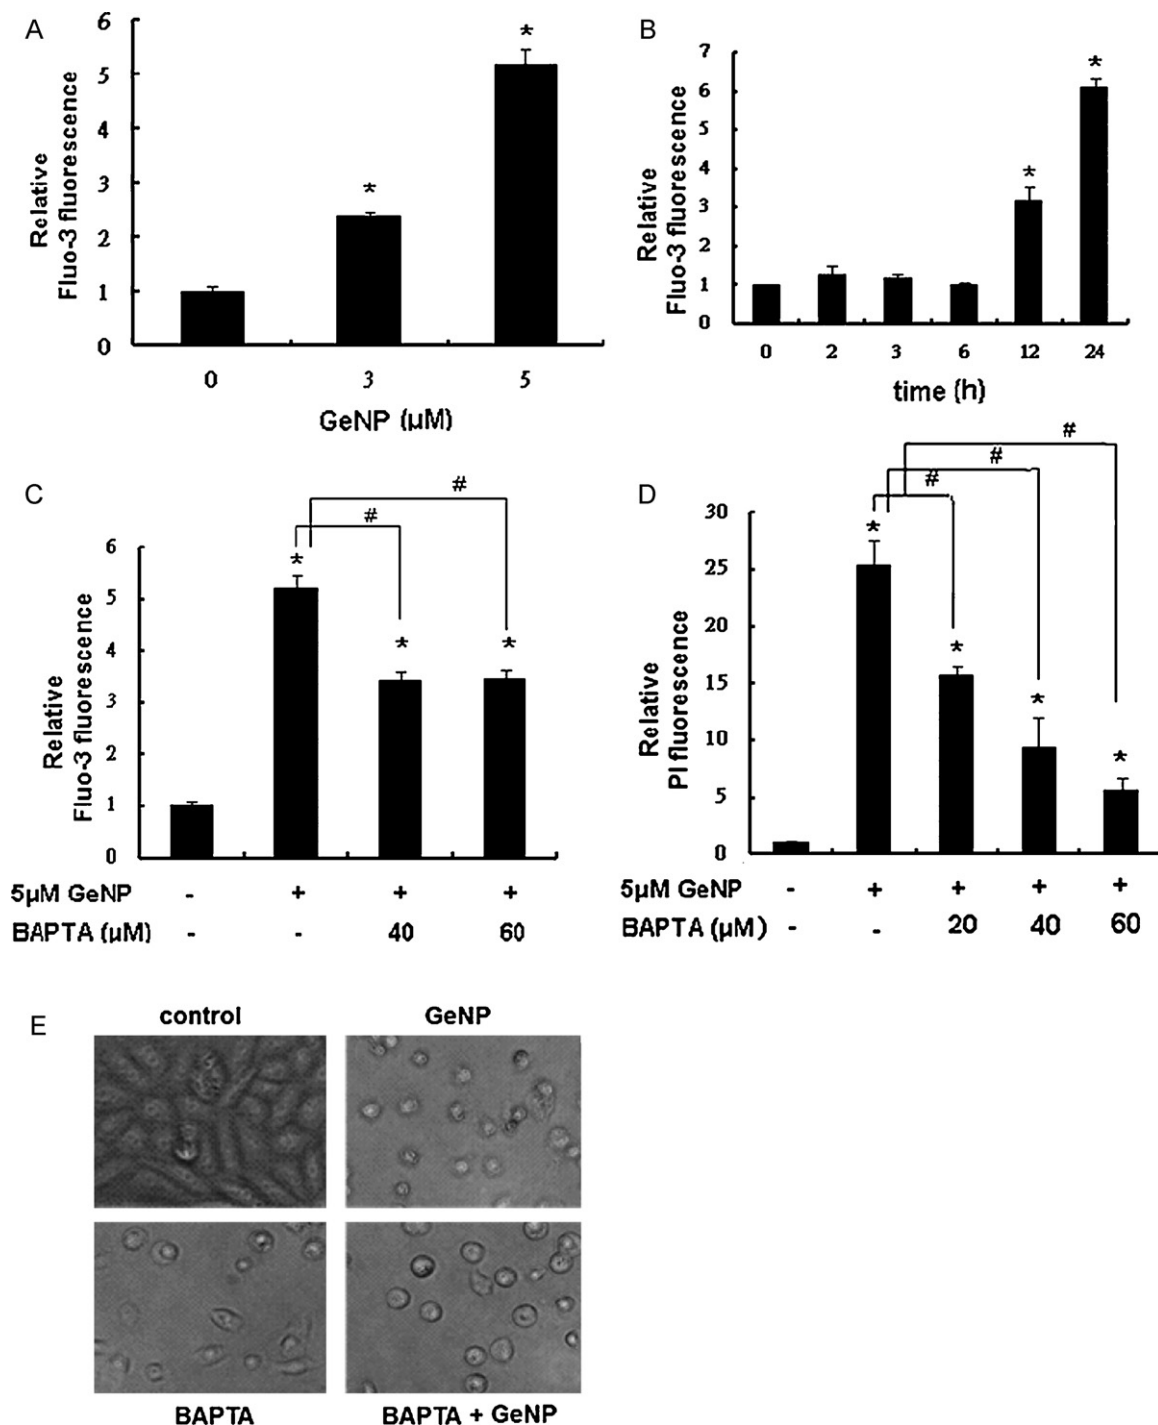 A
6
5
4
3
2
1
0
Relative
Fluo-3 fluorescence
*
*
0 3 5
GeNP (µM)
B
7
6
5
4
3
2
1
0
Relative
Fluo-3 fluorescence
*
*
0 2 3 6 12 24
time (h)
C
#
#
6
5
4
3
2
1
0
Relative
Fluo-3 fluorescence
*
*
*
5µM GeNP - + + +
BAPTA (µM) - - 40 60
D
#
#
#
30
25
20
15
10
5
0
Relative
PI fluorescence
*
*
*
*
5µM GeNP - + + + +
BAPTA (µM) - - 20 40 60
E
control GeNP
BAPTA BAPTA + GeNP